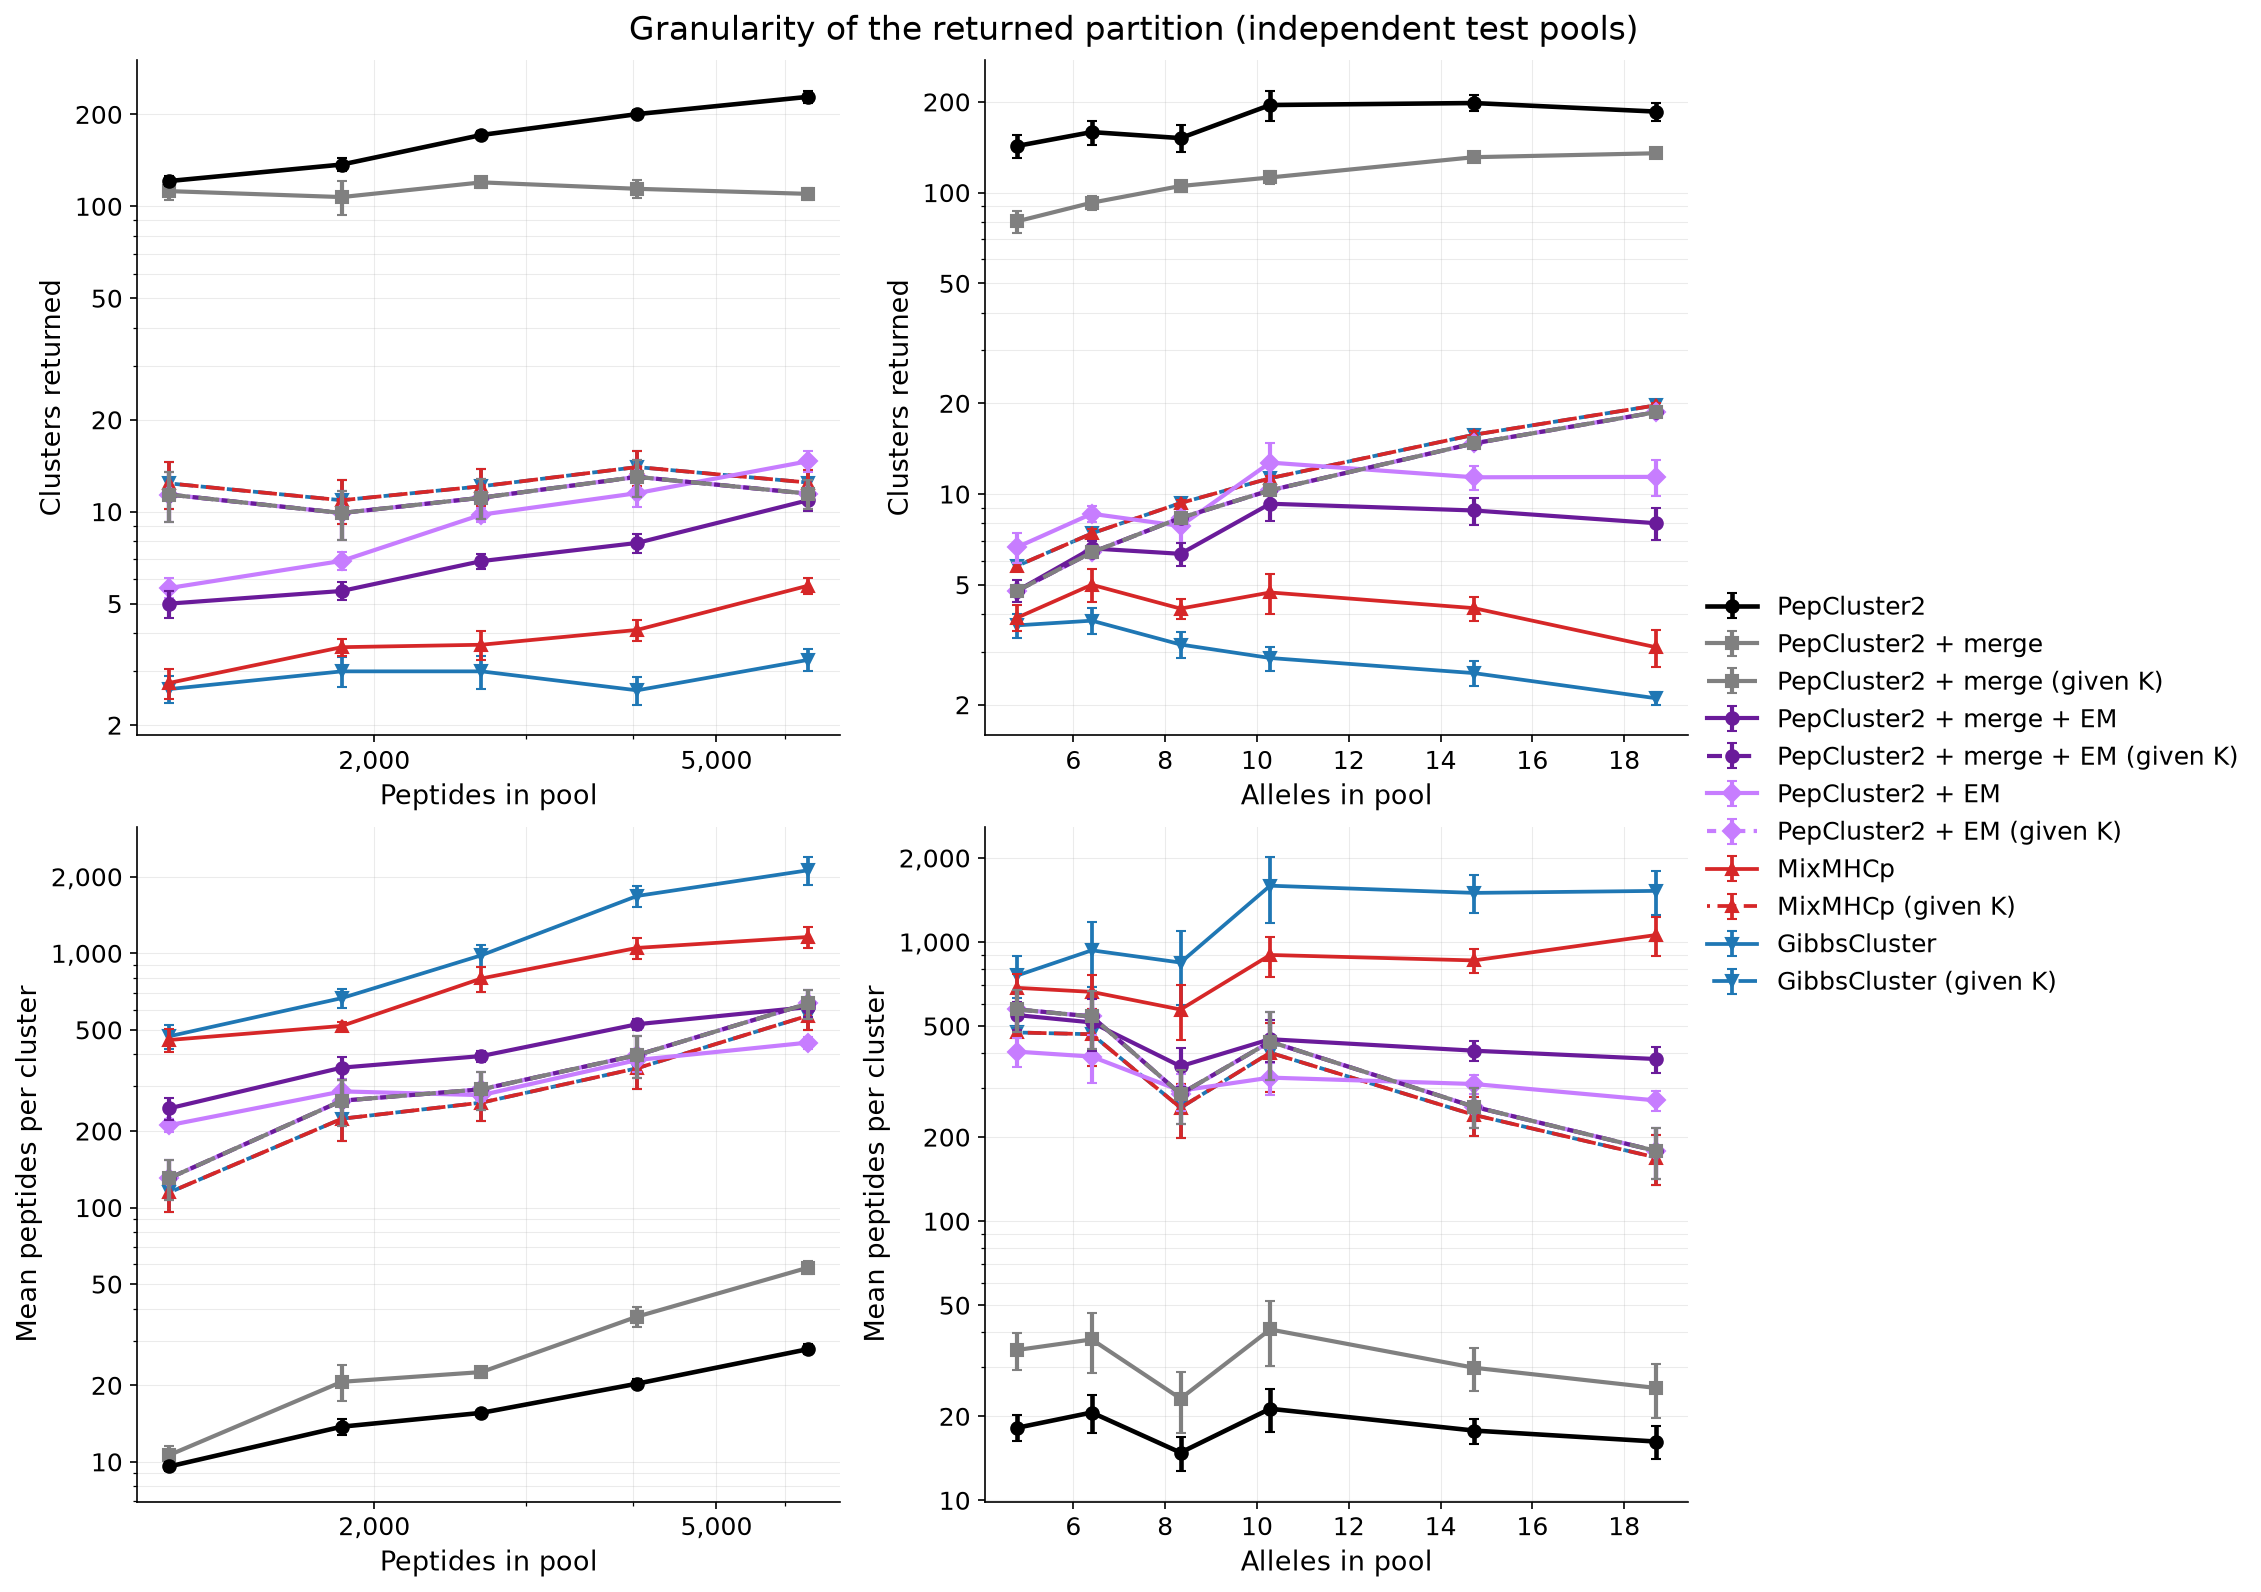 Granularity of the returned partition (independent test pools)
Clusters returned
200
100
50
20
10
5
2
2,000
5,000
Peptides in pool
Clusters returned
200
100
50
20
10
5
2
6
8
10
12
14
16
18
Alleles in pool
PepCluster2
PepCluster2 + merge
PepCluster2 + merge (given K)
PepCluster2 + merge + EM
PepCluster2 + merge + EM (given K)
PepCluster2 + EM
PepCluster2 + EM (given K)
MixMHCp
MixMHCp (given K)
GibbsCluster
GibbsCluster (given K)
Mean peptides per cluster
2,000
1,000
500
200
100
50
20
10
2,000
5,000
Peptides in pool
Mean peptides per cluster
2,000
1,000
500
200
100
50
20
10
6
8
10
12
14
16
18
Alleles in pool